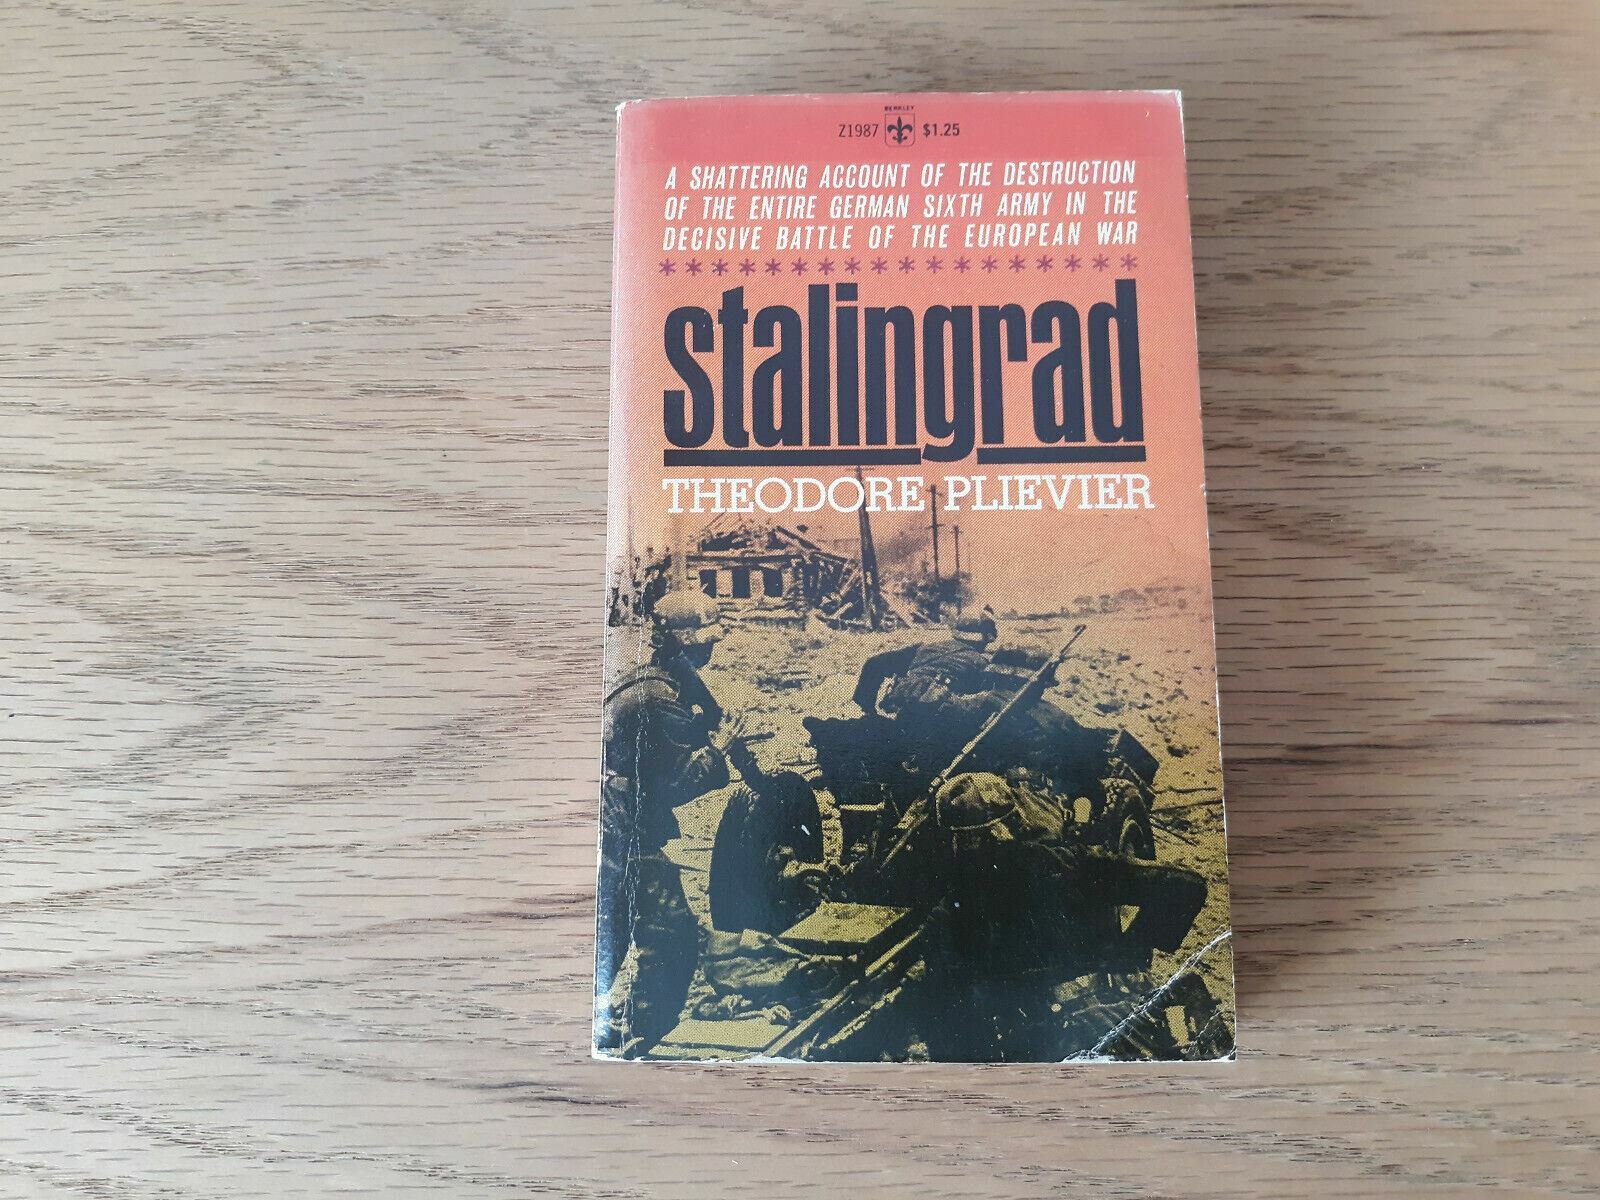 BERKLEY
Z1987 $1.25
A SHATTERING ACCOUNT OF THE DESTRUCTION
OF THE ENTIRE GERMAN SIXTH ARMY IN THE
DECISIVE BATTLE OF THE EUROPEAN WAR
******************
stalingrad
THEODORE PLIEVIER